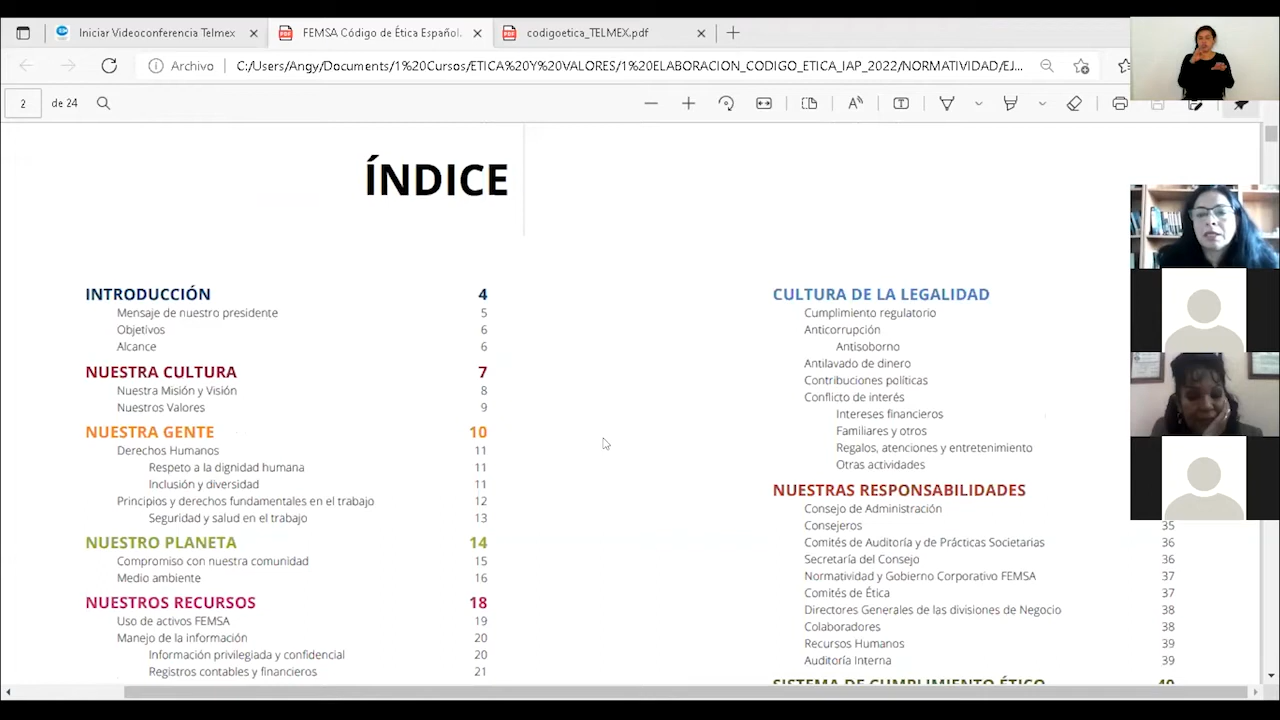 Iniciar Videoconferencia Telmex
FEMSA Código de Ética Español.
codigoetica_TELMEX.pdf
Archivo
C:/Users/Angy/Documents/1%20Cursos/ETICA%20Y%20VALORES/1%20ELABORACION_CODIGO_ETICA_IAP_2022/NORMATIVIDAD/EJ...
2 de 24
ÍNDICE
INTRODUCCIÓN 4
Mensaje de nuestro presidente 5
Objetivos 6
Alcance 6
NUESTRA CULTURA 7
Nuestra Misión y Visión 8
Nuestros Valores 9
NUESTRA GENTE 10
Derechos Humanos 11
Respeto a la dignidad humana 11
Inclusión y diversidad 11
Principios y derechos fundamentales en el trabajo 12
Seguridad y salud en el trabajo 13
NUESTRO PLANETA 14
Compromiso con nuestra comunidad 15
Medio ambiente 16
NUESTROS RECURSOS 18
Uso de activos FEMSA 19
Manejo de la información 20
Información privilegiada y confidencial 20
Registros contables y financieros 21
CULTURA DE LA LEGALIDAD
Cumplimiento regulatorio
Anticorrupción
Antisoborno
Antilavado de dinero
Contribuciones políticas
Conflicto de interés
Intereses financieros
Familiares y otros
Regalos, atenciones y entretenimiento
Otras actividades
NUESTRAS RESPONSABILIDADES
Consejo de Administración
Consejeros 35
Comités de Auditoría y de Prácticas Societarias 36
Secretaría del Consejo 36
Normatividad y Gobierno Corporativo FEMSA 37
Comités de Ética 37
Directores Generales de las divisiones de Negocio 38
Colaboradores 38
Recursos Humanos 39
Auditoría Interna 39
SISTEMA DE CUMPLIMIENTO ÉTICO 40